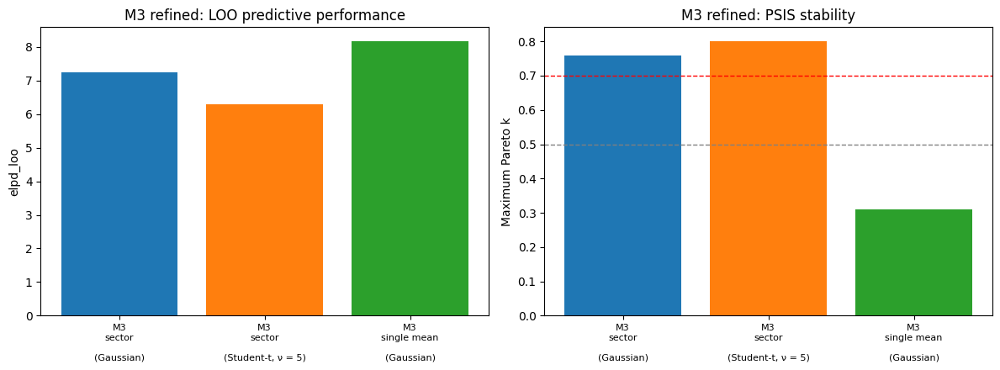 M3 refined: LOO predictive performance
elpd_loo
8
7
6
5
4
3
2
1
0
M3
sector
(Gaussian)
M3
sector
(Student-t, ν = 5)
M3
single mean
(Gaussian)
M3 refined: PSIS stability
Maximum Pareto k
0.8
0.7
0.6
0.5
0.4
0.3
0.2
0.1
0.0
M3
sector
(Gaussian)
M3
sector
(Student-t, ν = 5)
M3
single mean
(Gaussian)